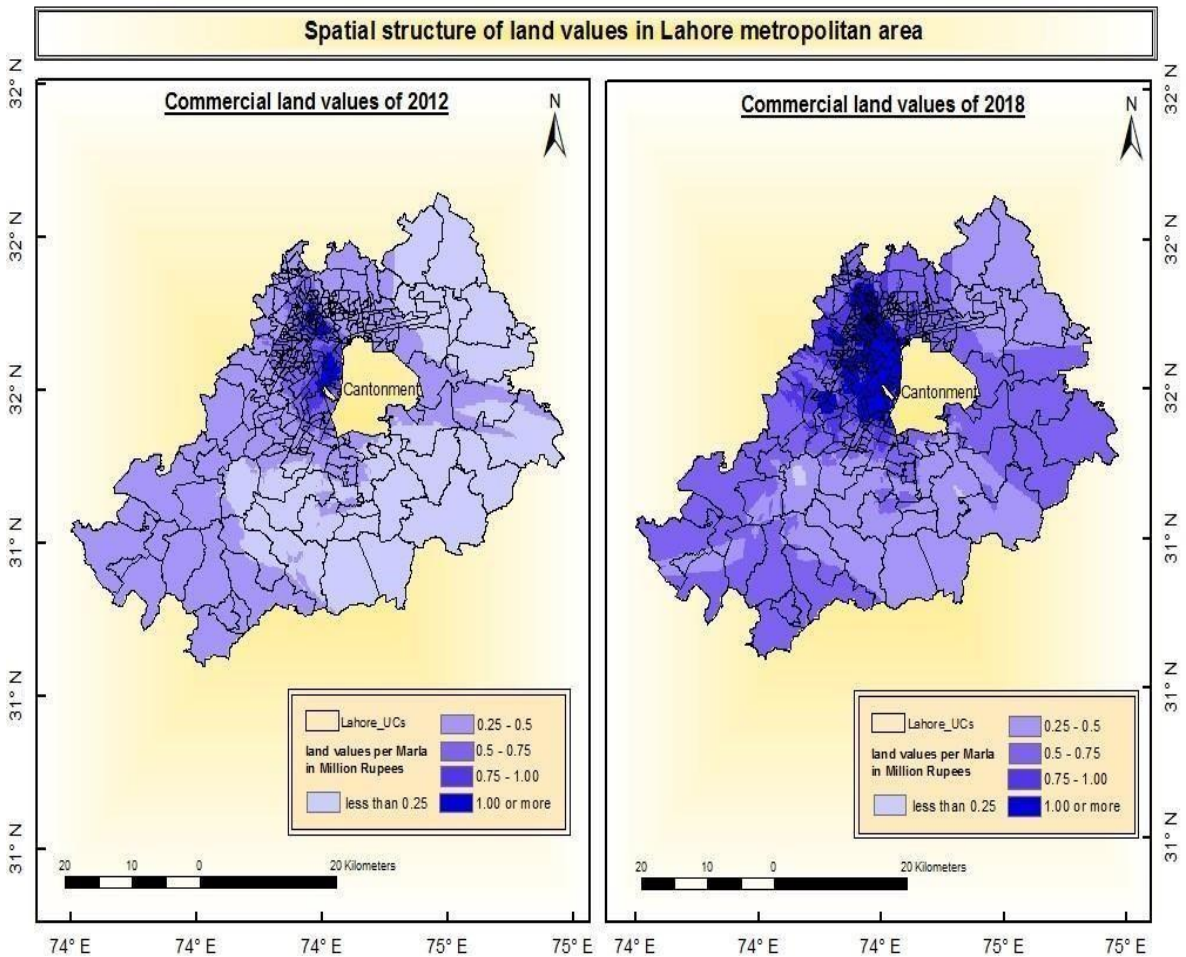 Spatial structure of land values in Lahore metropolitan area
Commercial land values of 2012
N
Cantonment
Lahore_UCs
land values per Marla
in Million Rupees
less than 0.25
0.25 - 0.5
0.5 - 0.75
0.75 - 1.00
1.00 or more
20 10 0 20 Kilometers
32° N
32° N
32° N
31° N
31° N
31° N
74° E 74° E 74° E 75° E 75° E
Commercial land values of 2018
N
Cantonment
Lahore_UCs
land values per Marla
in Million Rupees
less than 0.25
0.25 - 0.5
0.5 - 0.75
0.75 - 1.00
1.00 or more
20 10 0 20 Kilometers
32° N
32° N
32° N
31° N
31° N
31° N
74° E 74° E 74° E 75° E 75° E